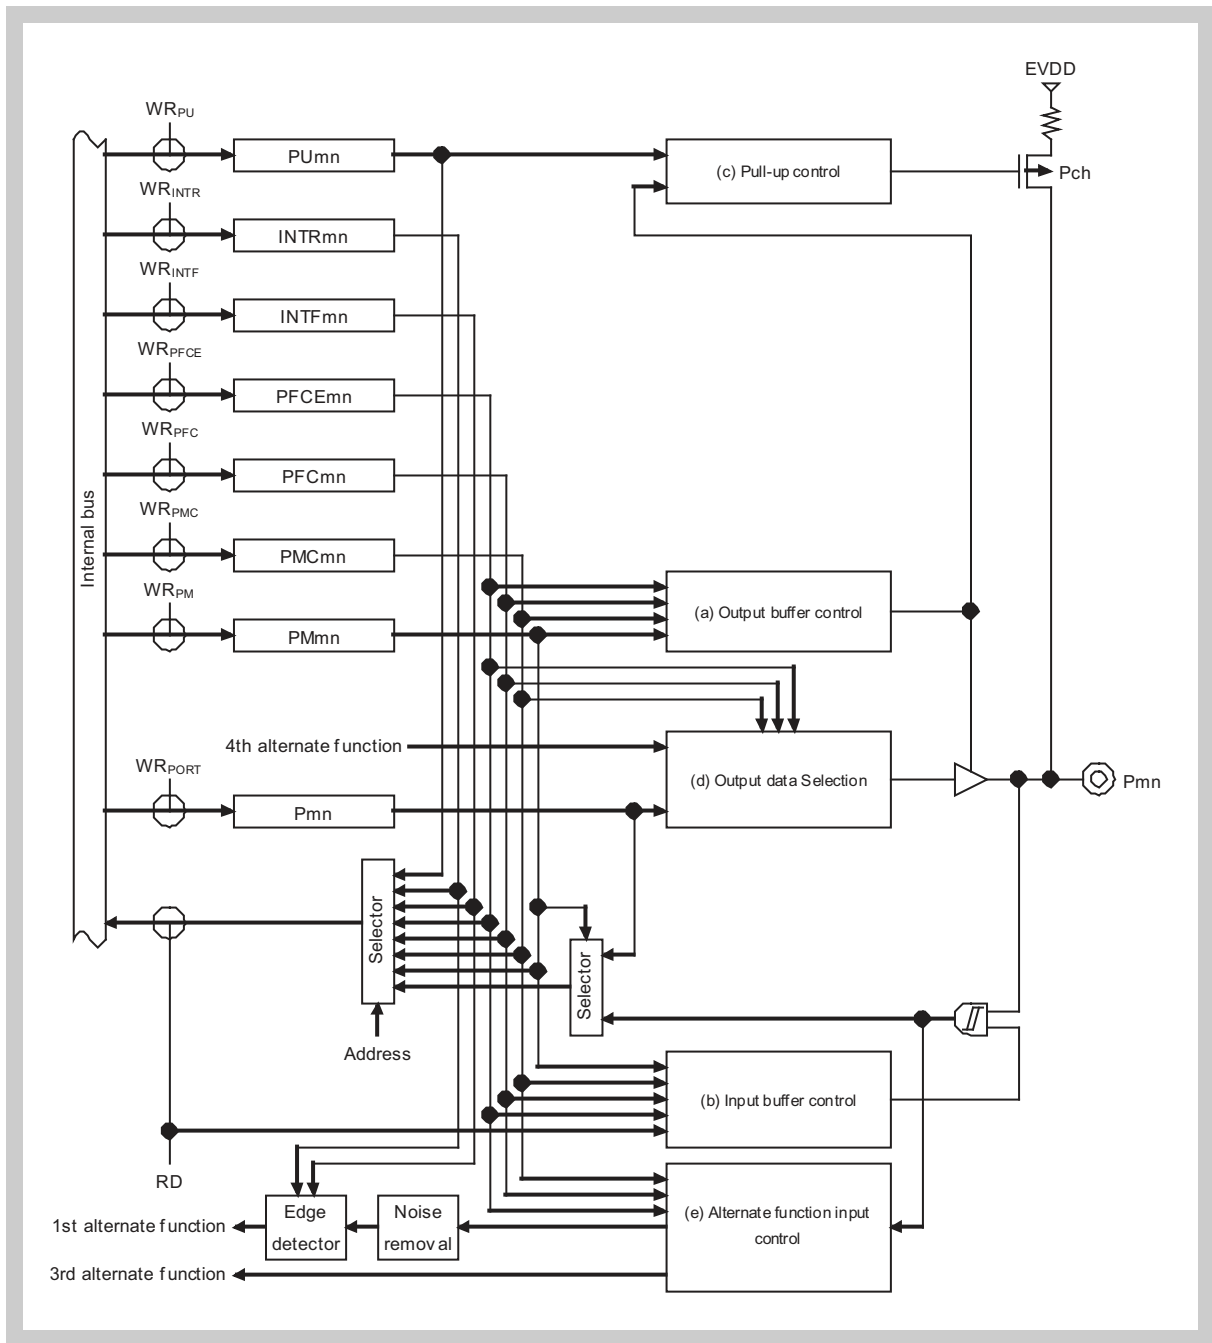 EVDD
WRPU
PUmn
(c) Pull-up control
Pch
WRINTR
INTRmn
WRINTF
INTFmn
WRPFCE
PFCEmn
WRPFC
PFCmn
Internal bus
WRPMC
PMCmn
WRPM
PMmn
(a) Output buffer control
4th alternate function
WRPORT
Pmn
(d) Output data Selection
Pmn
Selector
Selector
Address
(b) Input buffer control
RD
1st alternate function
Edge
detector
Noise
removal
(e) Alternate function input
control
3rd alternate function